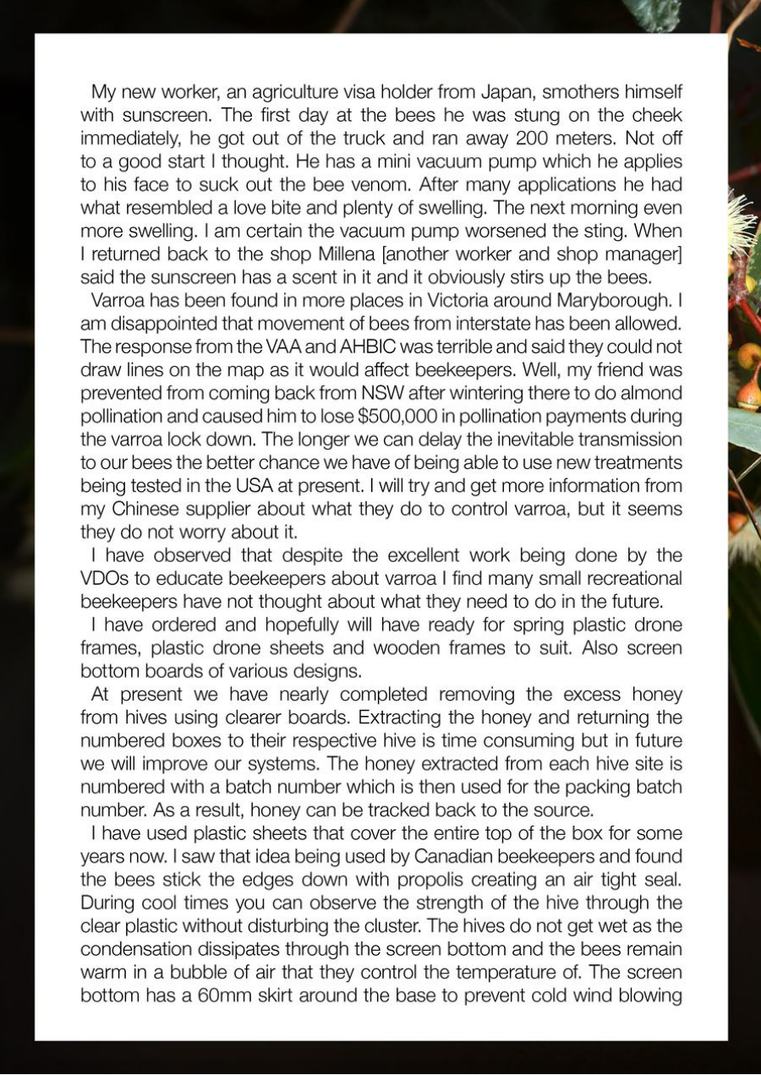 My new worker, an agriculture visa holder from Japan, smothers himself
with sunscreen. The first day at the bees he was stung on the cheek
immediately, he got out of the truck and ran away 200 meters. Not off
to a good start I thought. He has a mini vacuum pump which he applies
to his face to suck out the bee venom. After many applications he had
what resembled a love bite and plenty of swelling. The next morning even
more swelling. I am certain the vacuum pump worsened the sting. When
I returned back to the shop Millena [another worker and shop manager]
said the sunscreen has a scent in it and it obviously stirs up the bees.
Varroa has been found in more places in Victoria around Maryborough. I
am disappointed that movement of bees from interstate has been allowed.
The response from the VAA and AHBIC was terrible and said they could not
draw lines on the map as it would affect beekeepers. Well, my friend was
prevented from coming back from NSW after wintering there to do almond
pollination and caused him to lose $500,000 in pollination payments during
the varroa lock down. The longer we can delay the inevitable transmission
to our bees the better chance we have of being able to use new treatments
being tested in the USA at present. I will try and get more information from
my Chinese supplier about what they do to control varroa, but it seems
they do not worry about it.
I have observed that despite the excellent work being done by the
VDOs to educate beekeepers about varroa I find many small recreational
beekeepers have not thought about what they need to do in the future.
I have ordered and hopefully will have ready for spring plastic drone
frames, plastic drone sheets and wooden frames to suit. Also screen
bottom boards of various designs.
At present we have nearly completed removing the excess honey
from hives using clearer boards. Extracting the honey and returning the
numbered boxes to their respective hive is time consuming but in future
we will improve our systems. The honey extracted from each hive site is
numbered with a batch number which is then used for the packing batch
number. As a result, honey can be tracked back to the source.
I have used plastic sheets that cover the entire top of the box for some
years now. I saw that idea being used by Canadian beekeepers and found
the bees stick the edges down with propolis creating an air tight seal.
During cool times you can observe the strength of the hive through the
clear plastic without disturbing the cluster. The hives do not get wet as the
condensation dissipates through the screen bottom and the bees remain
warm in a bubble of air that they control the temperature of. The screen
bottom has a 60mm skirt around the base to prevent cold wind blowing